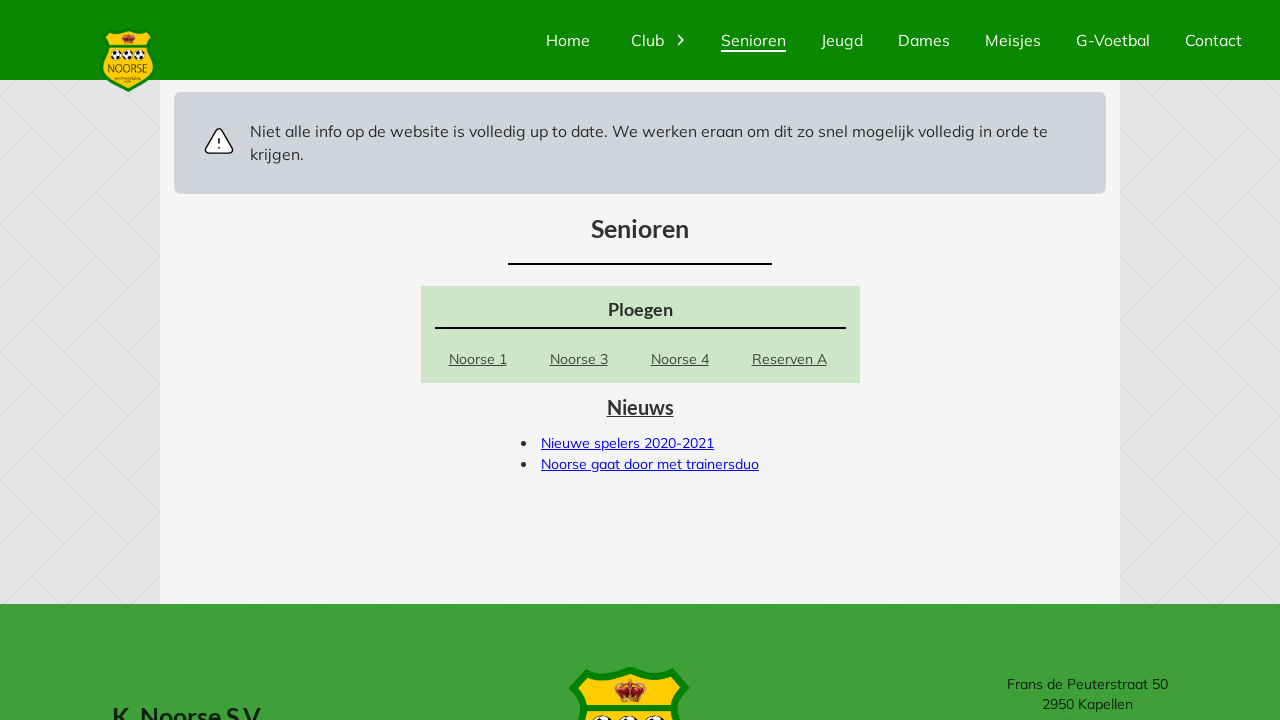 NOORSE
Home
Club
Senioren
Jeugd
Dames
Meisjes
G-Voetbal
Contact
Niet alle info op de website is volledig up to date. We werken eraan om dit zo snel mogelijk volledig in orde te
krijgen.
Senioren
Ploegen
Noorse 1
Noorse 3
Noorse 4
Reserven A
Nieuws
Nieuwe spelers 2020-2021
Noorse gaat door met trainersduo
Frans de Peuterstraat 50
2950 Kapellen
K. Noorse S.V.